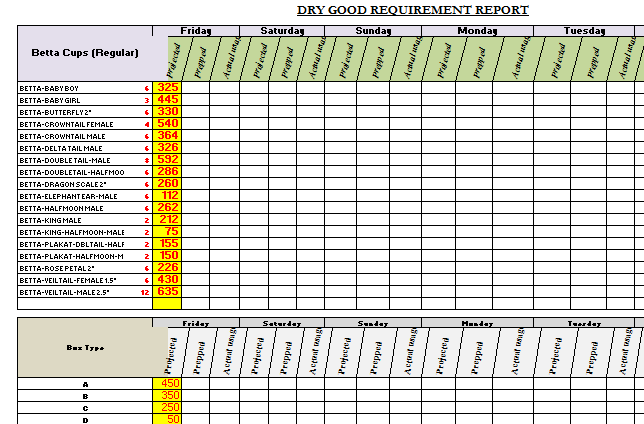 DRY GOOD REQUIREMENT REPORT
Friday Saturday Sunday Monday Tuesday
Betta Cups (Regular) Projected Prepped Actual usag Projected Prepped Actual usag Projected Prepped Actual usag Projected Prepped Actual usag Projected Prepped Actual usag
BETTA-BABY BOY 6 325
BETTA-BABY GIRL 3 445
BETTA-BUTTERFLY 2" 6 330
BETTA-CROWNTAIL FEMALE 4 540
BETTA-CROWNTAIL MALE 6 364
BETTA-DELTA TAIL MALE 6 326
BETTA-DOUBLETAIL-MALE 8 592
BETTA-DOUBLETAIL-HALFMOO 6 286
BETTA-DRAGON SCALE 2" 6 260
BETTA-ELEPHANT EAR-MALE 6 112
BETTA-HALFMOON MALE 6 262
BETTA-KING MALE 2 212
BETTA-KING-HALFMOON-MALE 2 75
BETTA-PLAKAT-DBLTAIL-HALF 2 155
BETTA-PLAKAT-HALFMOON-M 2 150
BETTA-ROSE PETAL 2" 6 226
BETTA-VEILTAIL-FEMALE 1.5" 6 430
BETTA-VEILTAIL-MALE 2.5" 12 635
Friday Saturday Sunday Monday Tuesday
Box Type Projected Prepped Actual usag Projected Prepped Actual usag Projected Prepped Actual usag Projected Prepped Actual usag Projected Prepped Actual usag
A 450
B 350
C 250
D 50